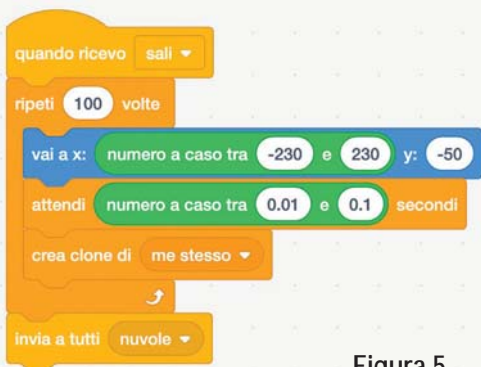 quando ricevo sali
ripeti 100 volte
vai a x: numero a caso tra -230 e 230 y: -50
attendi numero a caso tra 0.01 e 0.1 secondi
crea clone di me stesso
invia a tutti nuvole
Figura 5